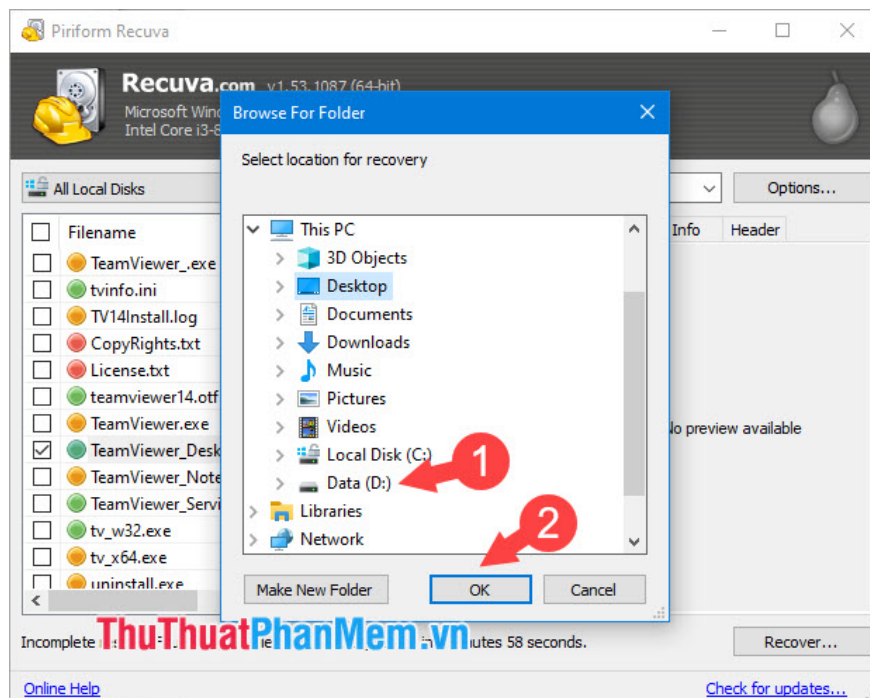 Piriform Recuva
Recuva.com v1.53.1087 (64-bit)
Microsoft Wind
Intel Core i3-8
Browse For Folder
Select location for recovery
All Local Disks
Options...
Filename
Info
Header
TeamViewer_.exe
tvinfo.ini
TV14Install.log
CopyRights.txt
License.txt
teamviewer14.otf
TeamViewer.exe
TeamViewer_Desk
TeamViewer_Note
TeamViewer_Servi
tv_w32.exe
tv_x64.exe
uninstall.exe
This PC
3D Objects
Desktop
Documents
Downloads
Music
Pictures
Videos
Local Disk (C:)
Data (D:)
Libraries
Network
1
2
No preview available
Make New Folder
OK
Cancel
ThuThuatPhanMem.vn
Incomplete
utes 58 seconds.
Recover...
Online Help
Check for updates...